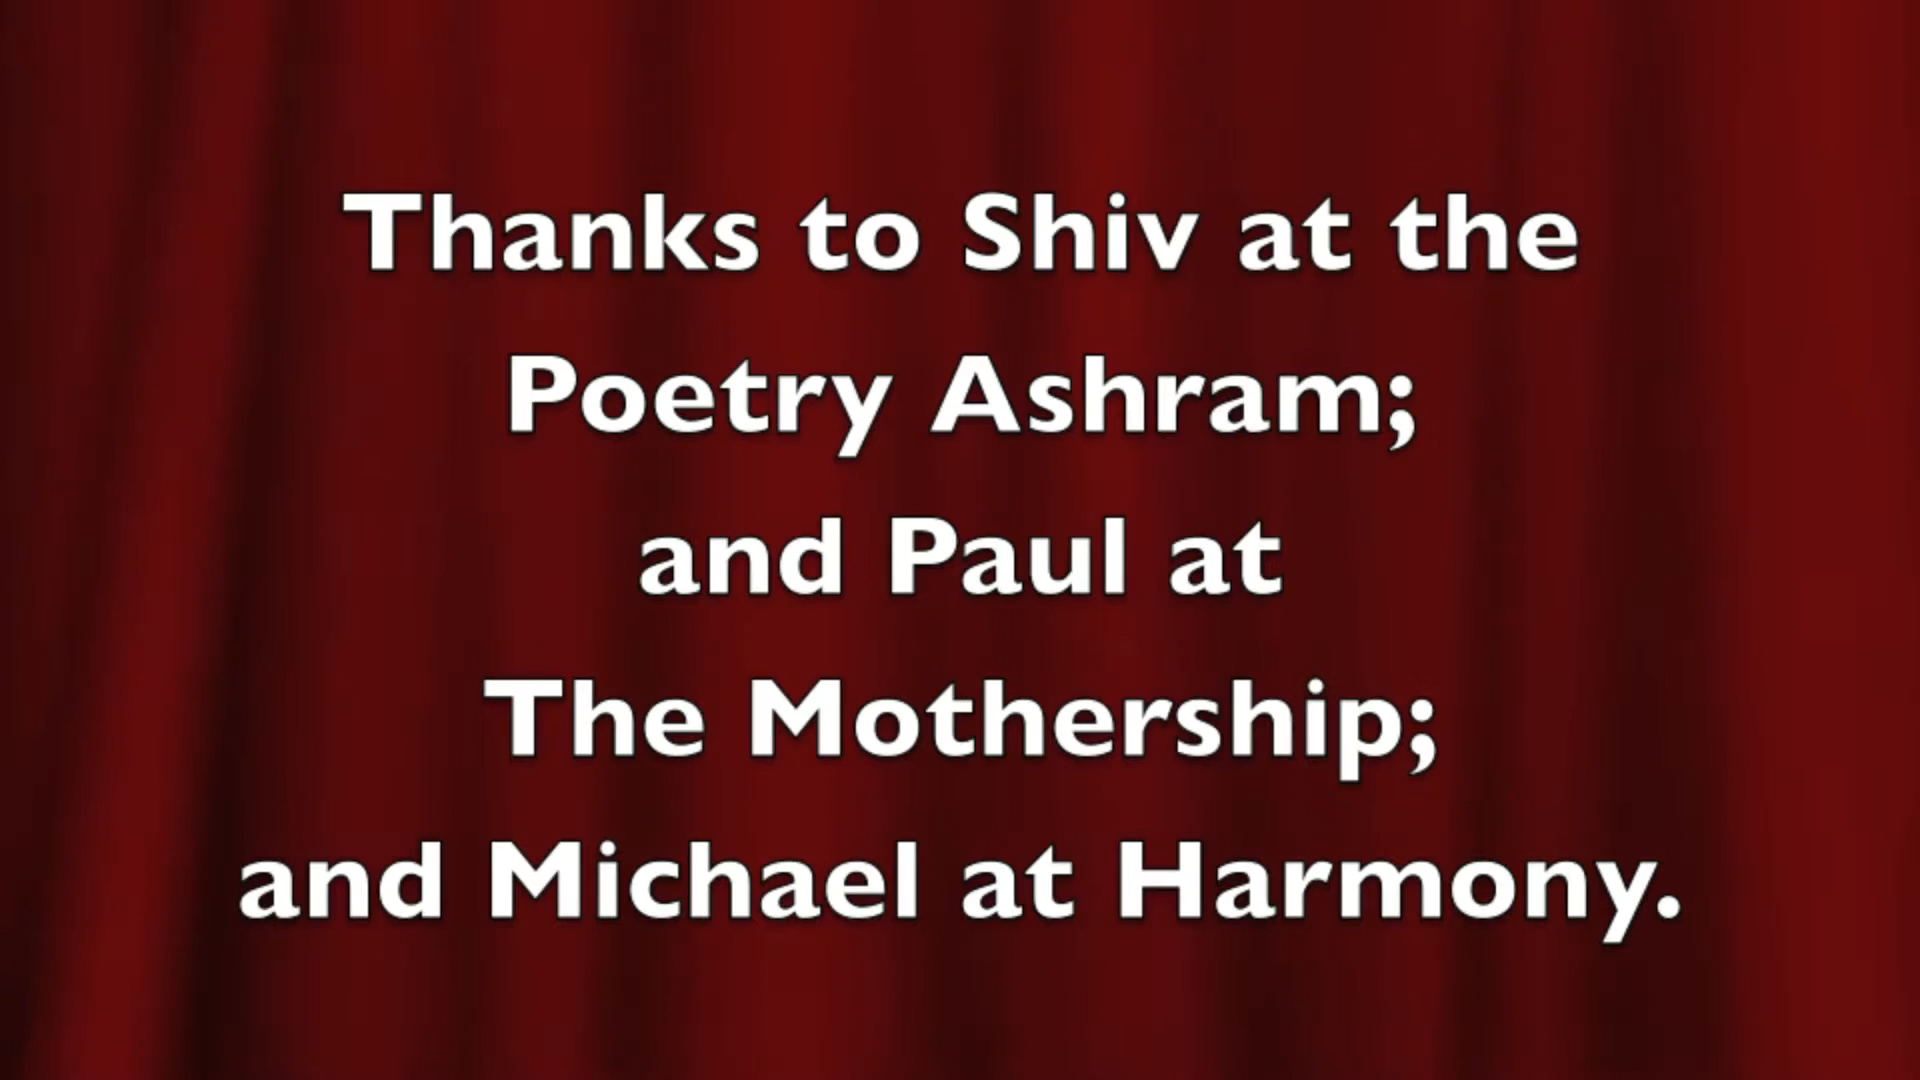 Thanks to Shiv at the
Poetry Ashram;
and Paul at
The Mothership;
and Michael at Harmony.